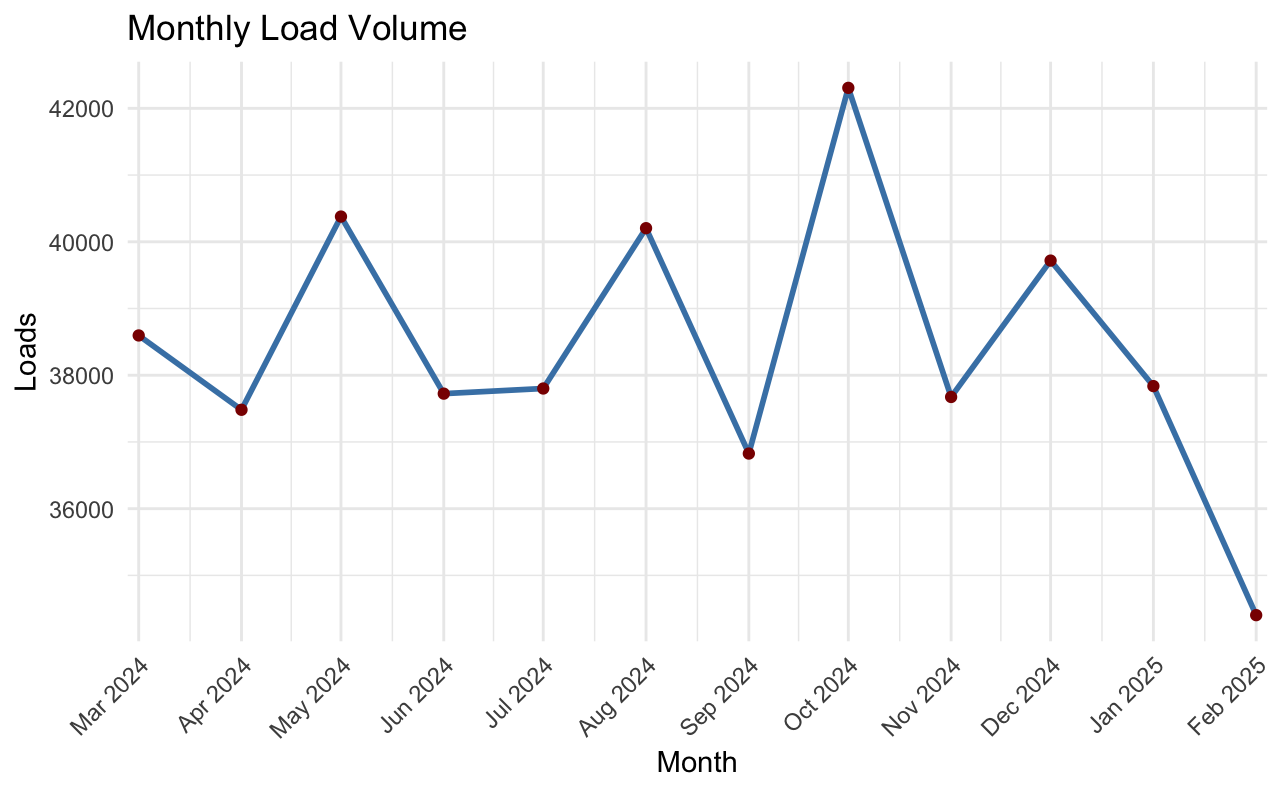 Monthly Load Volume
Loads
42000
40000
38000
36000
Mar 2024
Apr 2024
May 2024
Jun 2024
Jul 2024
Aug 2024
Sep 2024
Oct 2024
Nov 2024
Dec 2024
Jan 2025
Feb 2025
Month